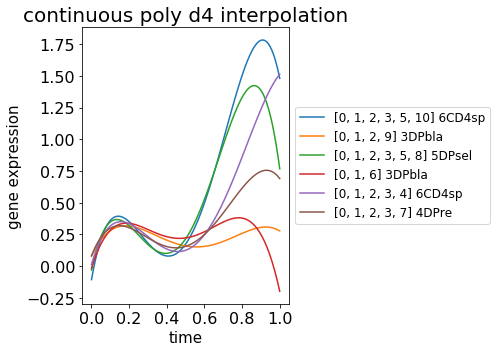 continuous poly d4 interpolation
gene expression
1.75
1.50
1.25
1.00
0.75
0.50
0.25
0.00
−0.25
0.0 0.2 0.4 0.6 0.8 1.0
time
[0, 1, 2, 3, 5, 10] 6CD4sp
[0, 1, 2, 9] 3DPbla
[0, 1, 2, 3, 5, 8] 5DPsel
[0, 1, 6] 3DPbla
[0, 1, 2, 3, 4] 6CD4sp
[0, 1, 2, 3, 7] 4DPre